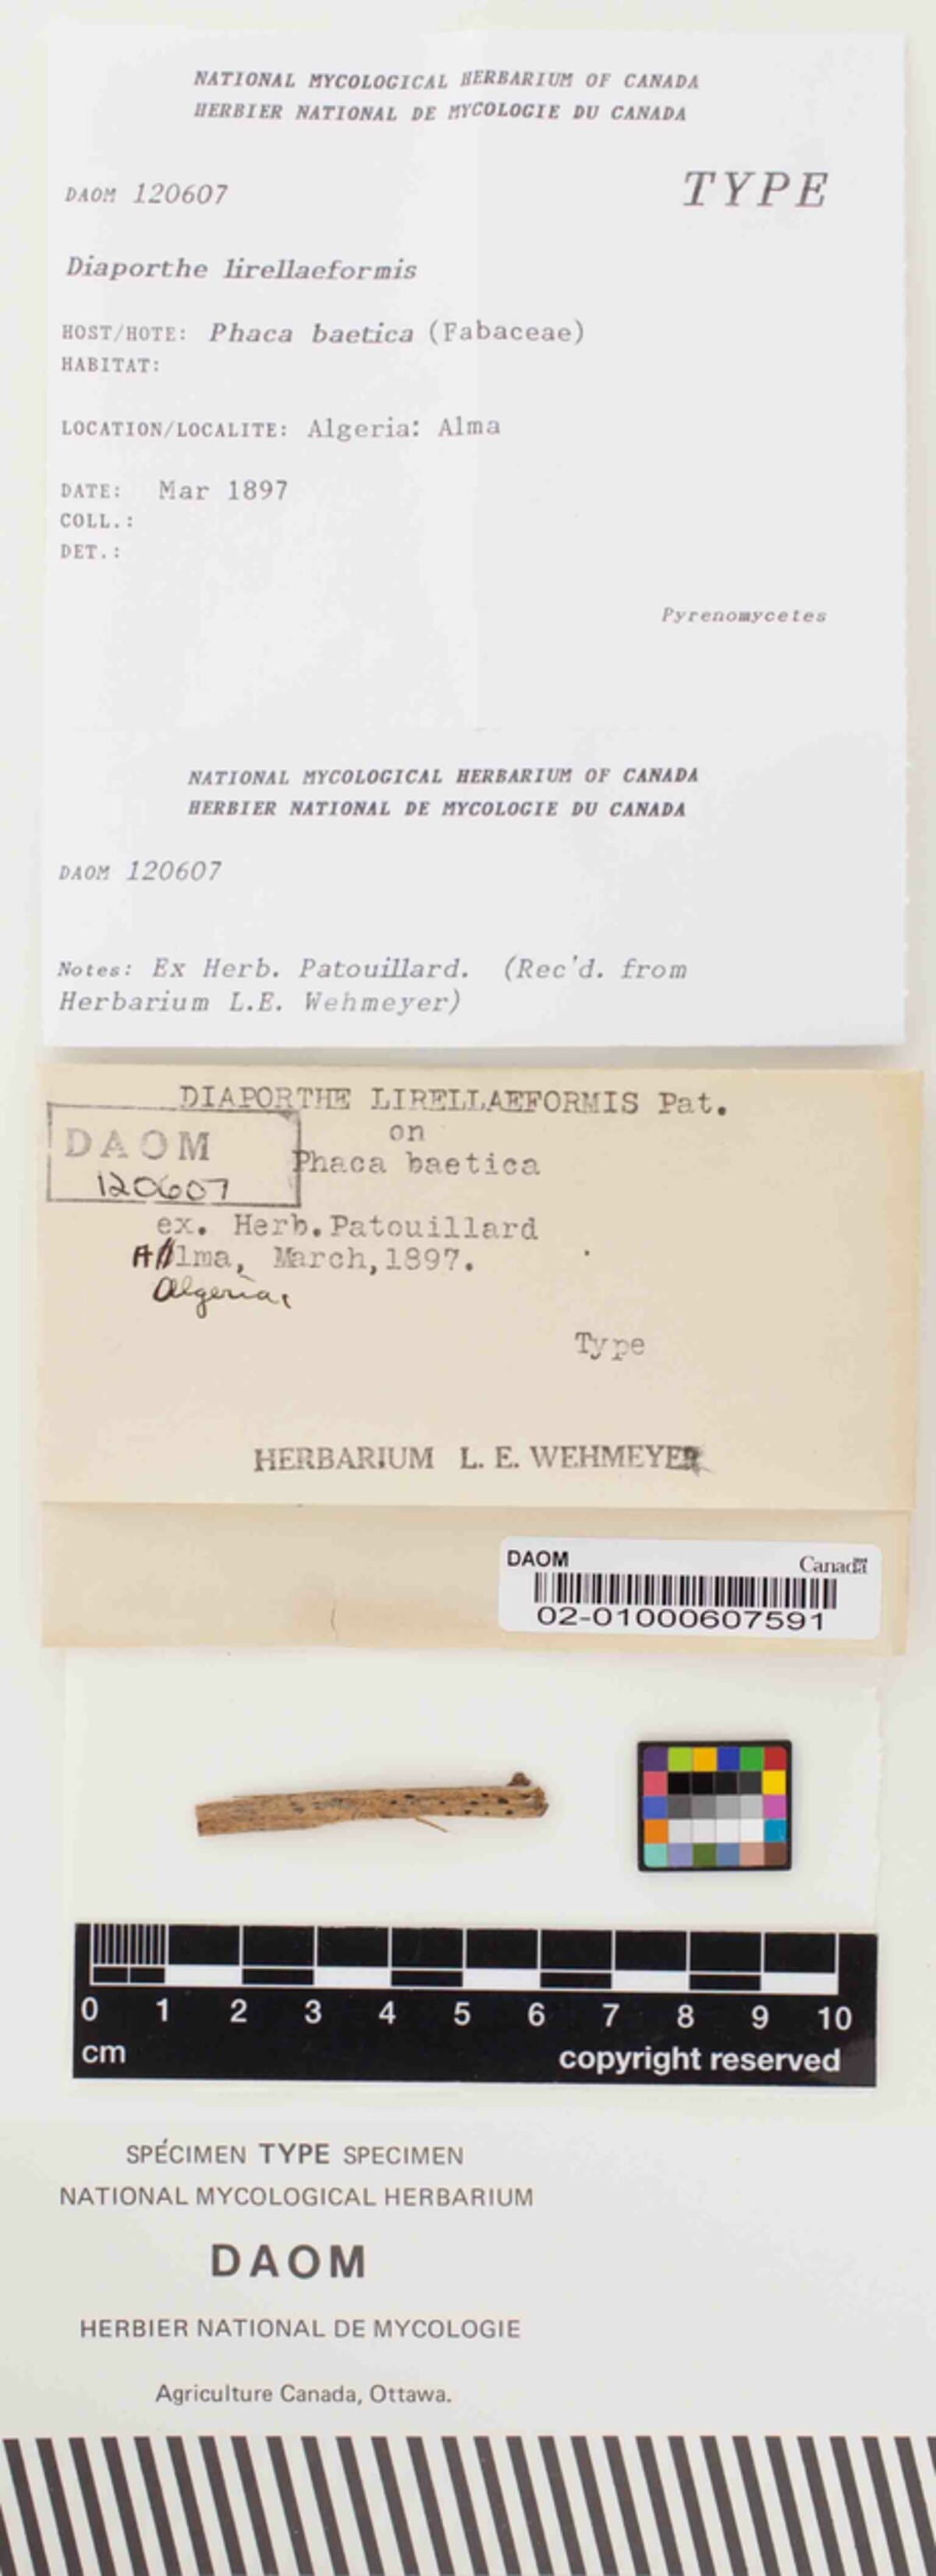 NATIONAL MYCOLOGICAL HERBARIUM OF CANADA
HERBIER NATIONAL DE MYCOLOGIE DU CANADA
DAOM 120607
TYPE
Diaporthe lirellaeformis
HOST/HOTE: Phaca baetica (Fabaceae)
HABITAT:
LOCATION/LOCALITE: Algeria: Alma
DATE: Mar 1897
COLL.:
DET.:
Pyrenomycetes
NATIONAL MYCOLOGICAL HERBARIUM OF CANADA
HERBIER NATIONAL DE MYCOLOGIE DU CANADA
DAOM 120607
Notes: Ex Herb. Patouillard. (Rec'd. from
Herbarium L.E. Wehmeyer)
DIAPORTHE LIRELLAEFORMIS Pat.
on
DAOM
Phaca baetica
120607
ex. Herb. Patouillard
Alma, March, 1897.
Algeria.
Type
HERBARIUM L. E. WEHMEYER
DAOM Canada
02-01000607591
0 1 2 3 4 5 6 7 8 9 10
cm copyright reserved
SPÉCIMEN TYPE SPECIMEN
NATIONAL MYCOLOGICAL HERBARIUM
DAOM
HERBIER NATIONAL DE MYCOLOGIE
Agriculture Canada, Ottawa.